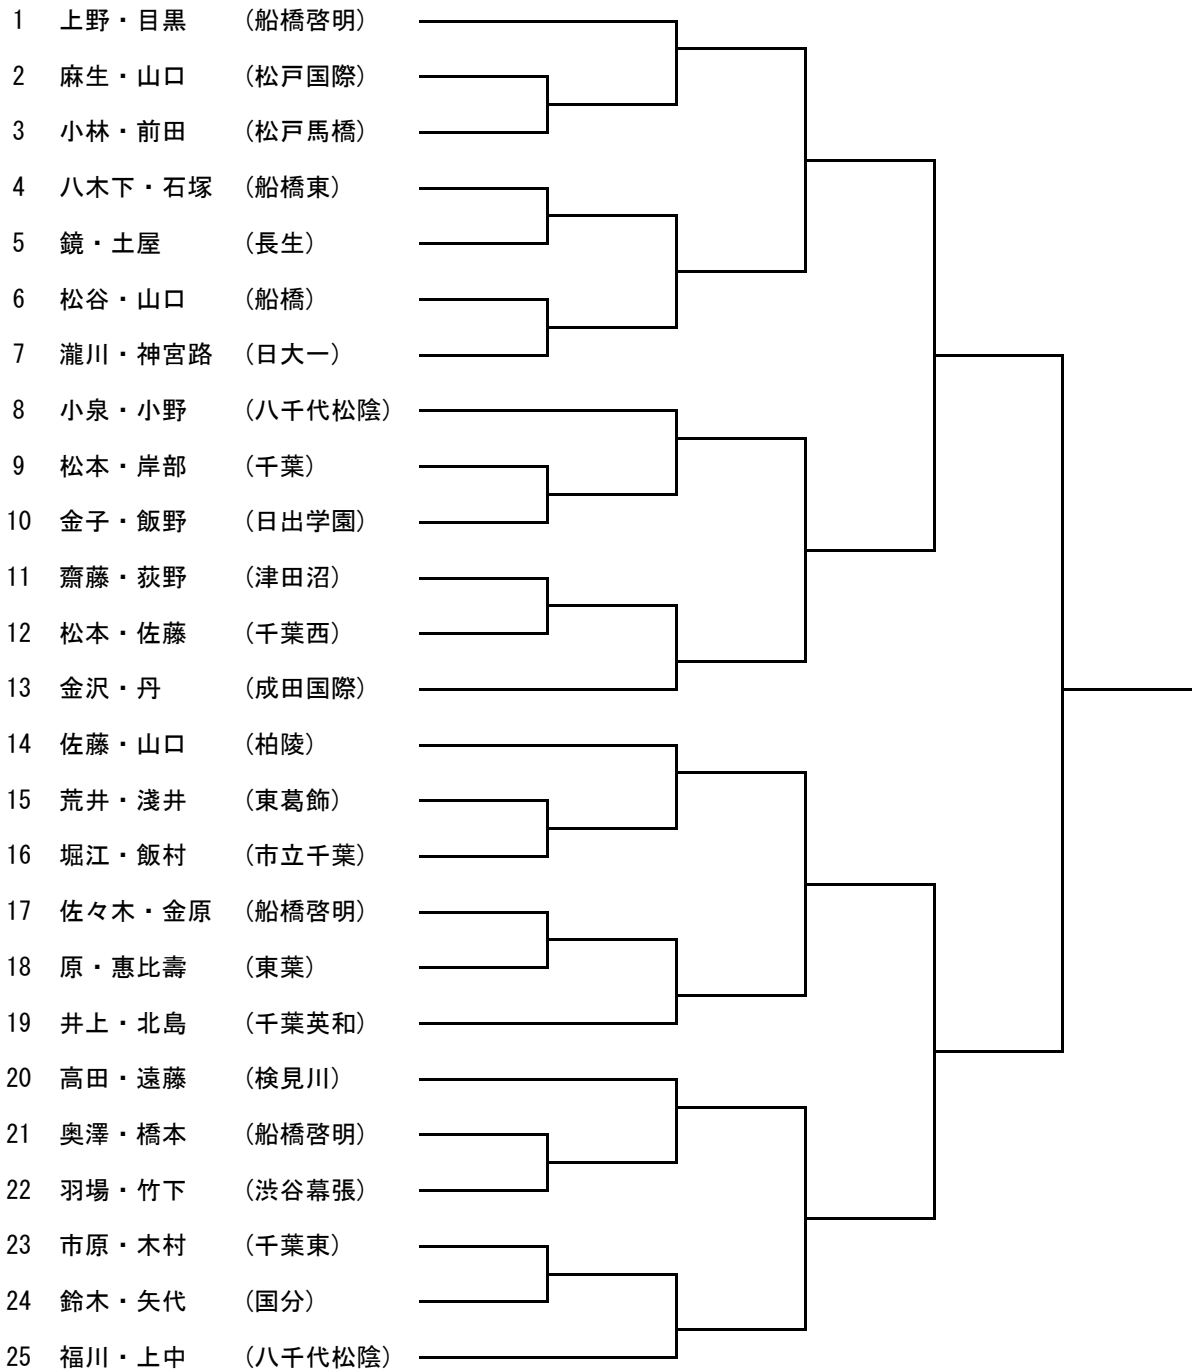 1 上野・目黒 (船橋啓明)
2 麻生・山口 (松戸国際)
3 小林・前田 (松戸馬橋)
4 八木下・石塚 (船橋東)
5 鏡・土屋 (長生)
6 松谷・山口 (船橋)
7 瀧川・神宮路 (日大一)
8 小泉・小野 (八千代松陰)
9 松本・岸部 (千葉)
10 金子・飯野 (日出学園)
11 齋藤・荻野 (津田沼)
12 松本・佐藤 (千葉西)
13 金沢・丹 (成田国際)
14 佐藤・山口 (柏陵)
15 荒井・淺井 (東葛飾)
16 堀江・飯村 (市立千葉)
17 佐々木・金原 (船橋啓明)
18 原・惠比壽 (東葉)
19 井上・北島 (千葉英和)
20 高田・遠藤 (検見川)
21 奥澤・橋本 (船橋啓明)
22 羽場・竹下 (渋谷幕張)
23 市原・木村 (千葉東)
24 鈴木・矢代 (国分)
25 福川・上中 (八千代松陰)